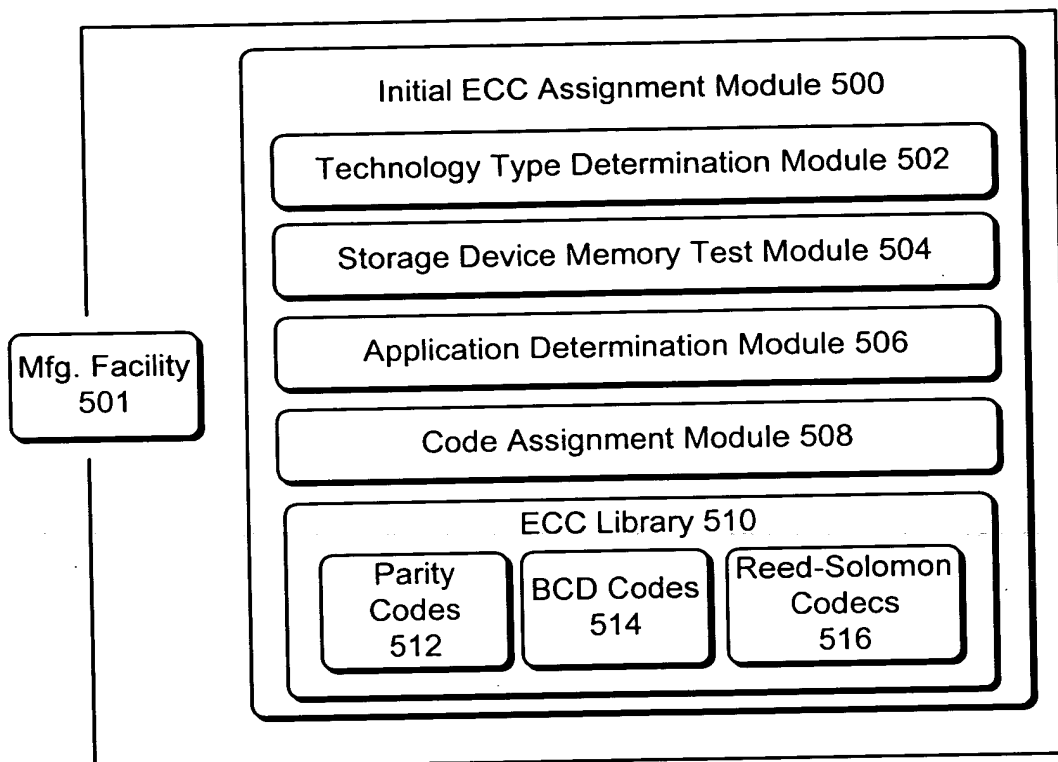 Initial ECC Assignment Module 500
Technology Type Determination Module 502
Storage Device Memory Test Module 504
Application Determination Module 506
Code Assignment Module 508
Mfg. Facility
501
ECC Library 510
Parity
Codes
512
BCD Codes
514
Reed-Solomon
Codecs
516